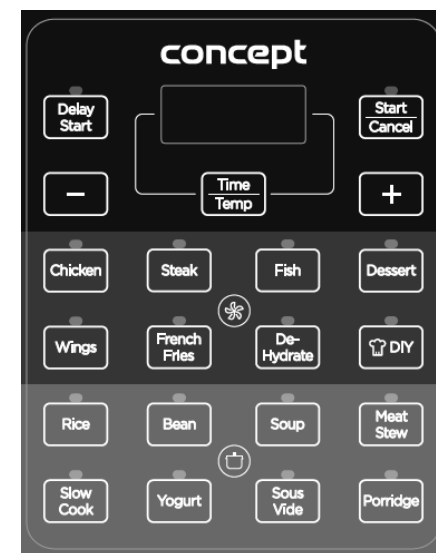 concept
Delay
Start
Start
Cancel
−
Time
Temp
+
Chicken
Steak
Fish
Dessert
Wings
French
Fries
De-
Hydrate
DIY
Rice
Bean
Soup
Meat
Stew
Slow
Cook
Yogurt
Sous
Vide
Porridge